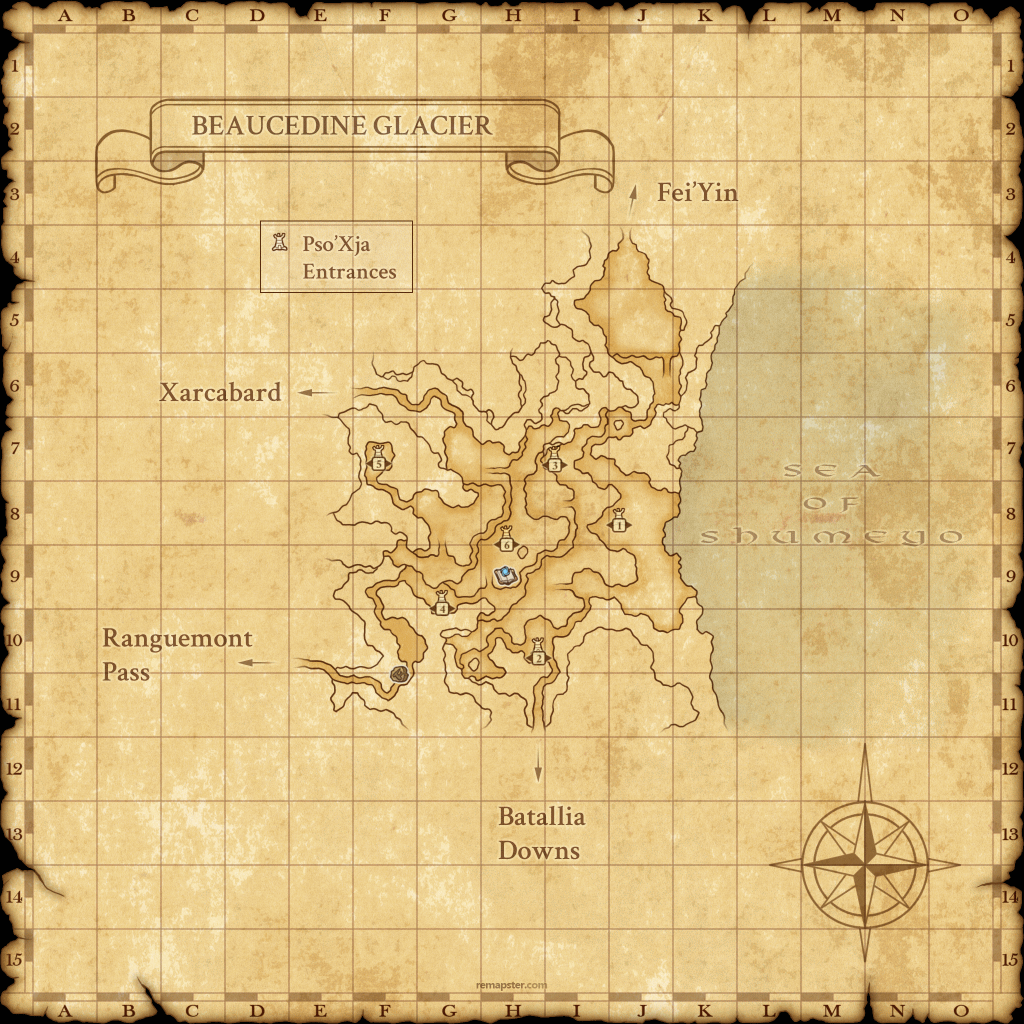 A B C D E F G H I J K L M N O
1 1
2 2
BEAUCEDINE GLACIER
3 3
Fei'Yin
4 4
Pso'Xja
Entrances
5 5
6 6
Xarcabard
7 7
5
3
SEA
8 8
OF
1
shumeyo
6
9 9
4
10 10
Ranguemont
Pass
2
11 11
12 12
Batallia
13 13
Downs
14 14
15 15
remapster.com
A B C D E F G H I J K L M N O